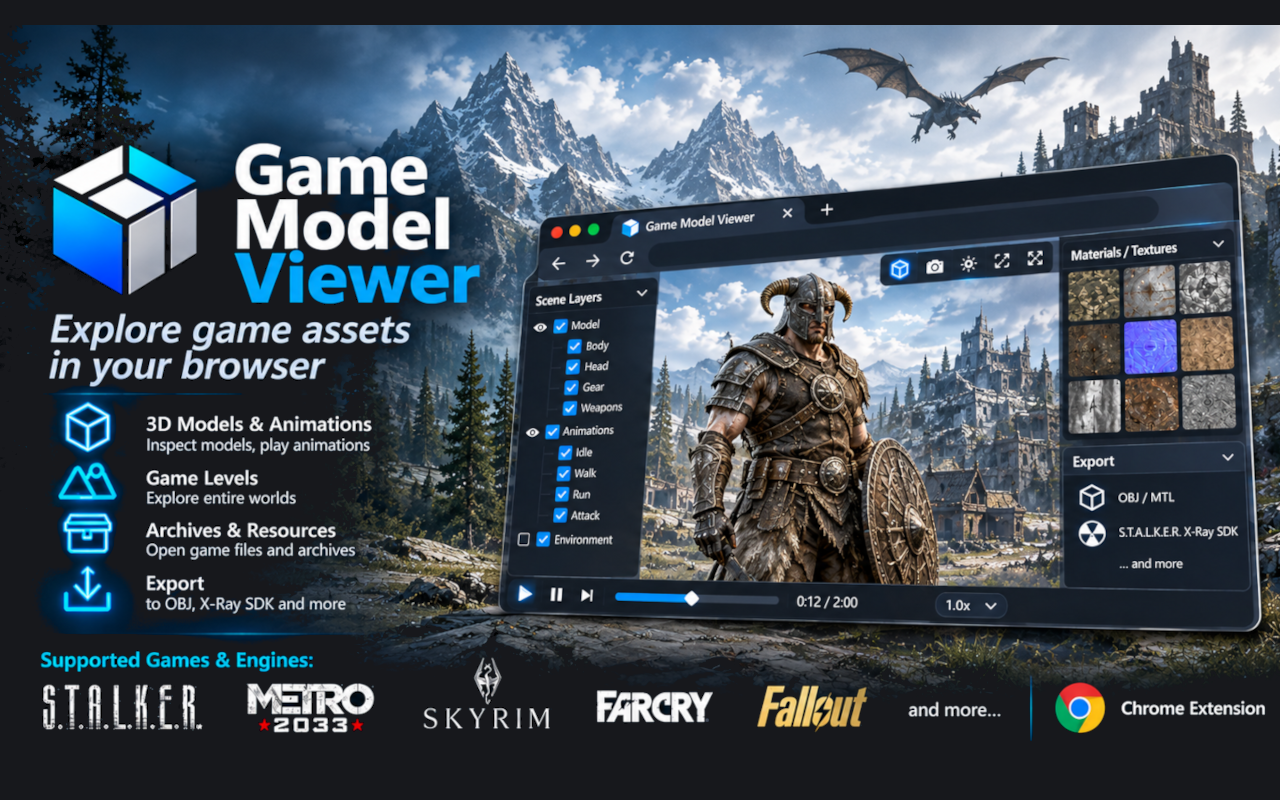 Game
Model
Viewer
Explore game assets
in your browser
3D Models & Animations
Inspect models, play animations
Game Levels
Explore entire worlds
Archives & Resources
Open game files and archives
Export
to OBJ, X-Ray SDK and more
Game Model Viewer
Scene Layers
Model
Body
Head
Gear
Weapons
Animations
Idle
Walk
Run
Attack
Environment
Materials / Textures
Export
OBJ / MTL
S.T.A.L.K.E.R. X-Ray SDK
... and more
0:12 / 2:00
1.0x
Supported Games & Engines:
S.T.A.L.K.E.R.
METRO
2033
SKYRIM
FARCRY
Fallout
and more...
Chrome Extension